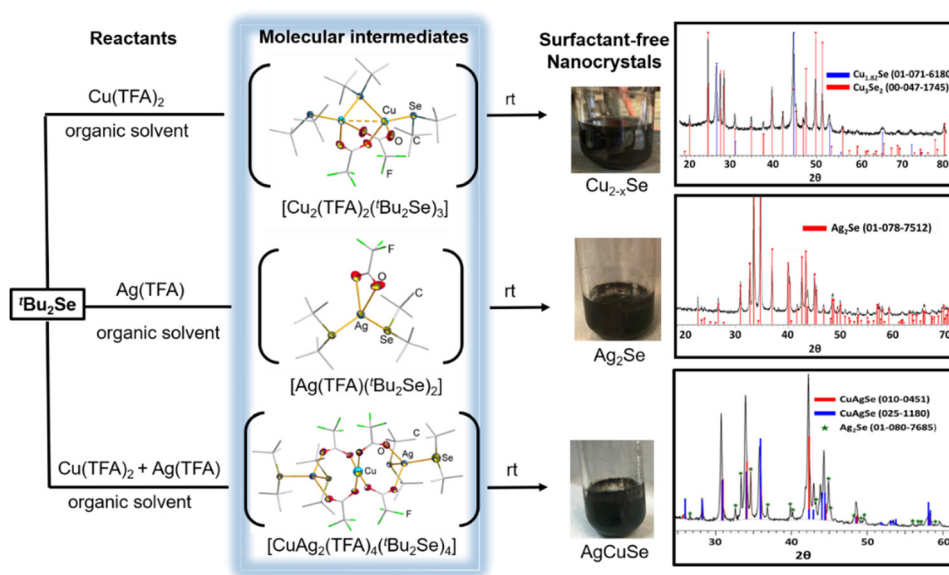 Reactants
Molecular intermediates
Surfactant-free
Nanocrystals
ᵗBu₂Se
Cu(TFA)₂
organic solvent
Cu
Se
O
C
F
[Cu₂(TFA)₂(ᵗBu₂Se)₃]
rt
Cu₂₋ₓSe
Cu₁.₈₂Se (01-071-6180)
Cu₃Se₂ (00-047-1745)
20 30 40 50 60 70 80
2θ
Ag(TFA)
organic solvent
F
O
C
Ag
Se
[Ag(TFA)(ᵗBu₂Se)₂]
rt
Ag₂Se
Ag₂Se (01-078-7512)
20 30 40 50 60 70
2θ
Cu(TFA)₂ + Ag(TFA)
organic solvent
C
O
Ag
Se
Cu
F
[CuAg₂(TFA)₄(ᵗBu₂Se)₄]
rt
AgCuSe
CuAgSe (010-0451)
CuAgSe (025-1180)
Ag₂Se (01-080-7685)
30 40 50 60
2θ